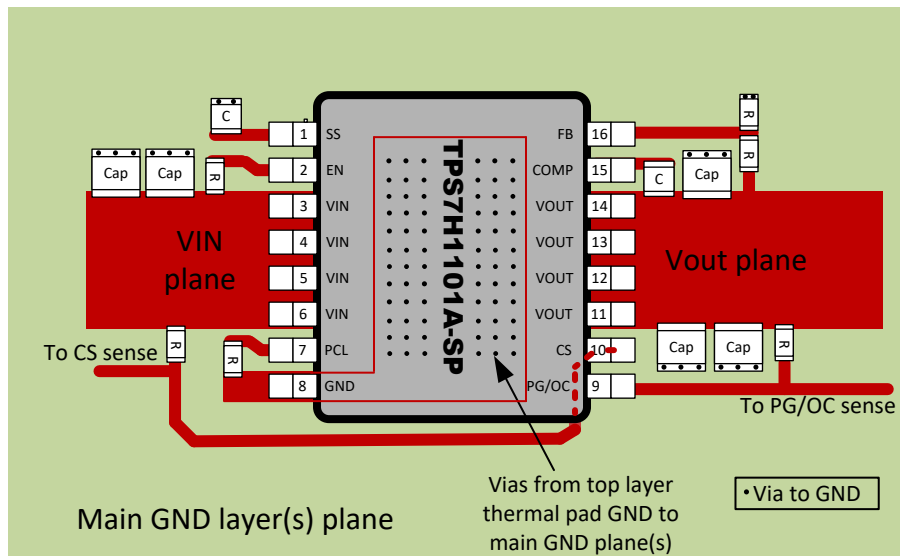 C
R
Cap
Cap
R
VIN
plane
R
To CS sense
R
1 SS
2 EN
3 VIN
4 VIN
5 VIN
6 VIN
7 PCL
8 GND
TPS7H1101A-SP
FB 16
COMP 15
VOUT 14
VOUT 13
VOUT 12
VOUT 11
CS 10
PG/OC 9
R
R
C
Cap
Vout plane
Cap
Cap
R
To PG/OC sense
Vias from top layer
thermal pad GND to
main GND plane(s)
Via to GND
Main GND layer(s) plane